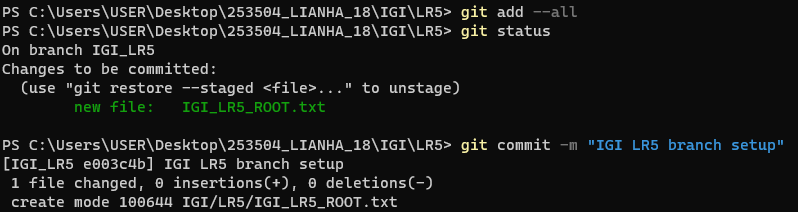 PS C:\Users\USER\Desktop\253504_LIANHA_18\IGI\LR5> git add --all
PS C:\Users\USER\Desktop\253504_LIANHA_18\IGI\LR5> git status
On branch IGI_LR5
Changes to be committed:
  (use "git restore --staged <file>..." to unstage)
        new file:   IGI_LR5_ROOT.txt

PS C:\Users\USER\Desktop\253504_LIANHA_18\IGI\LR5> git commit -m "IGI LR5 branch setup"
[IGI_LR5 e003c4b] IGI LR5 branch setup
 1 file changed, 0 insertions(+), 0 deletions(-)
 create mode 100644 IGI/LR5/IGI_LR5_ROOT.txt